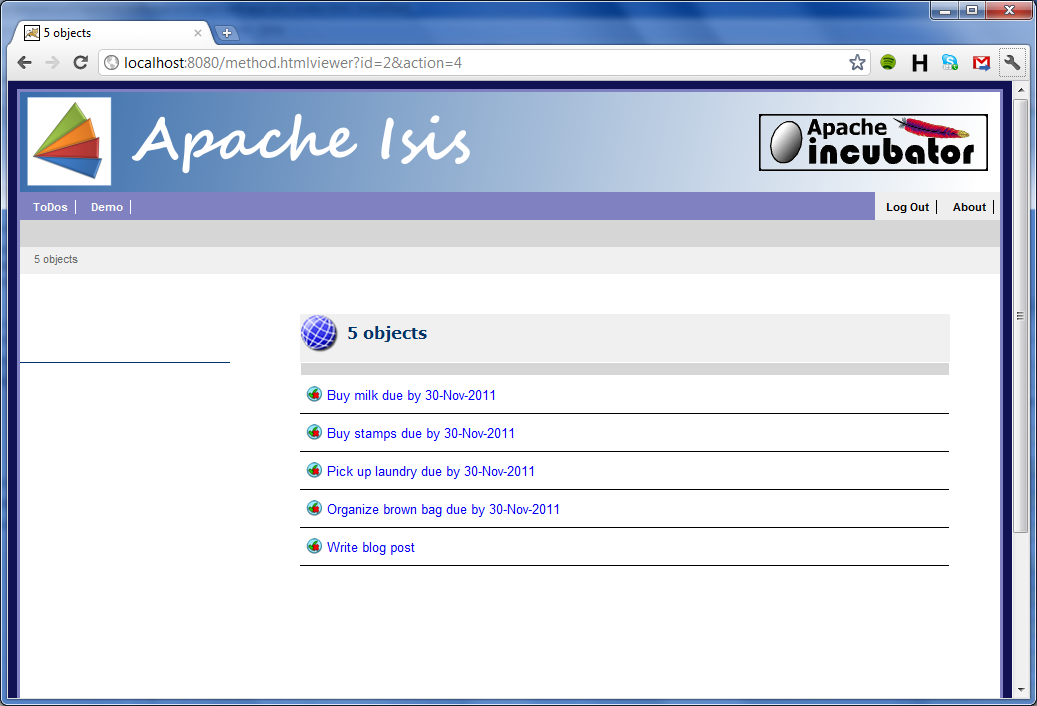 5 objects
localhost:8080/method.htmlviewer?id=2&action=4
H
Apache Isis
Apache
incubator
ToDos Demo Log Out About
5 objects
5 objects
Buy milk due by 30-Nov-2011
Buy stamps due by 30-Nov-2011
Pick up laundry due by 30-Nov-2011
Organize brown bag due by 30-Nov-2011
Write blog post